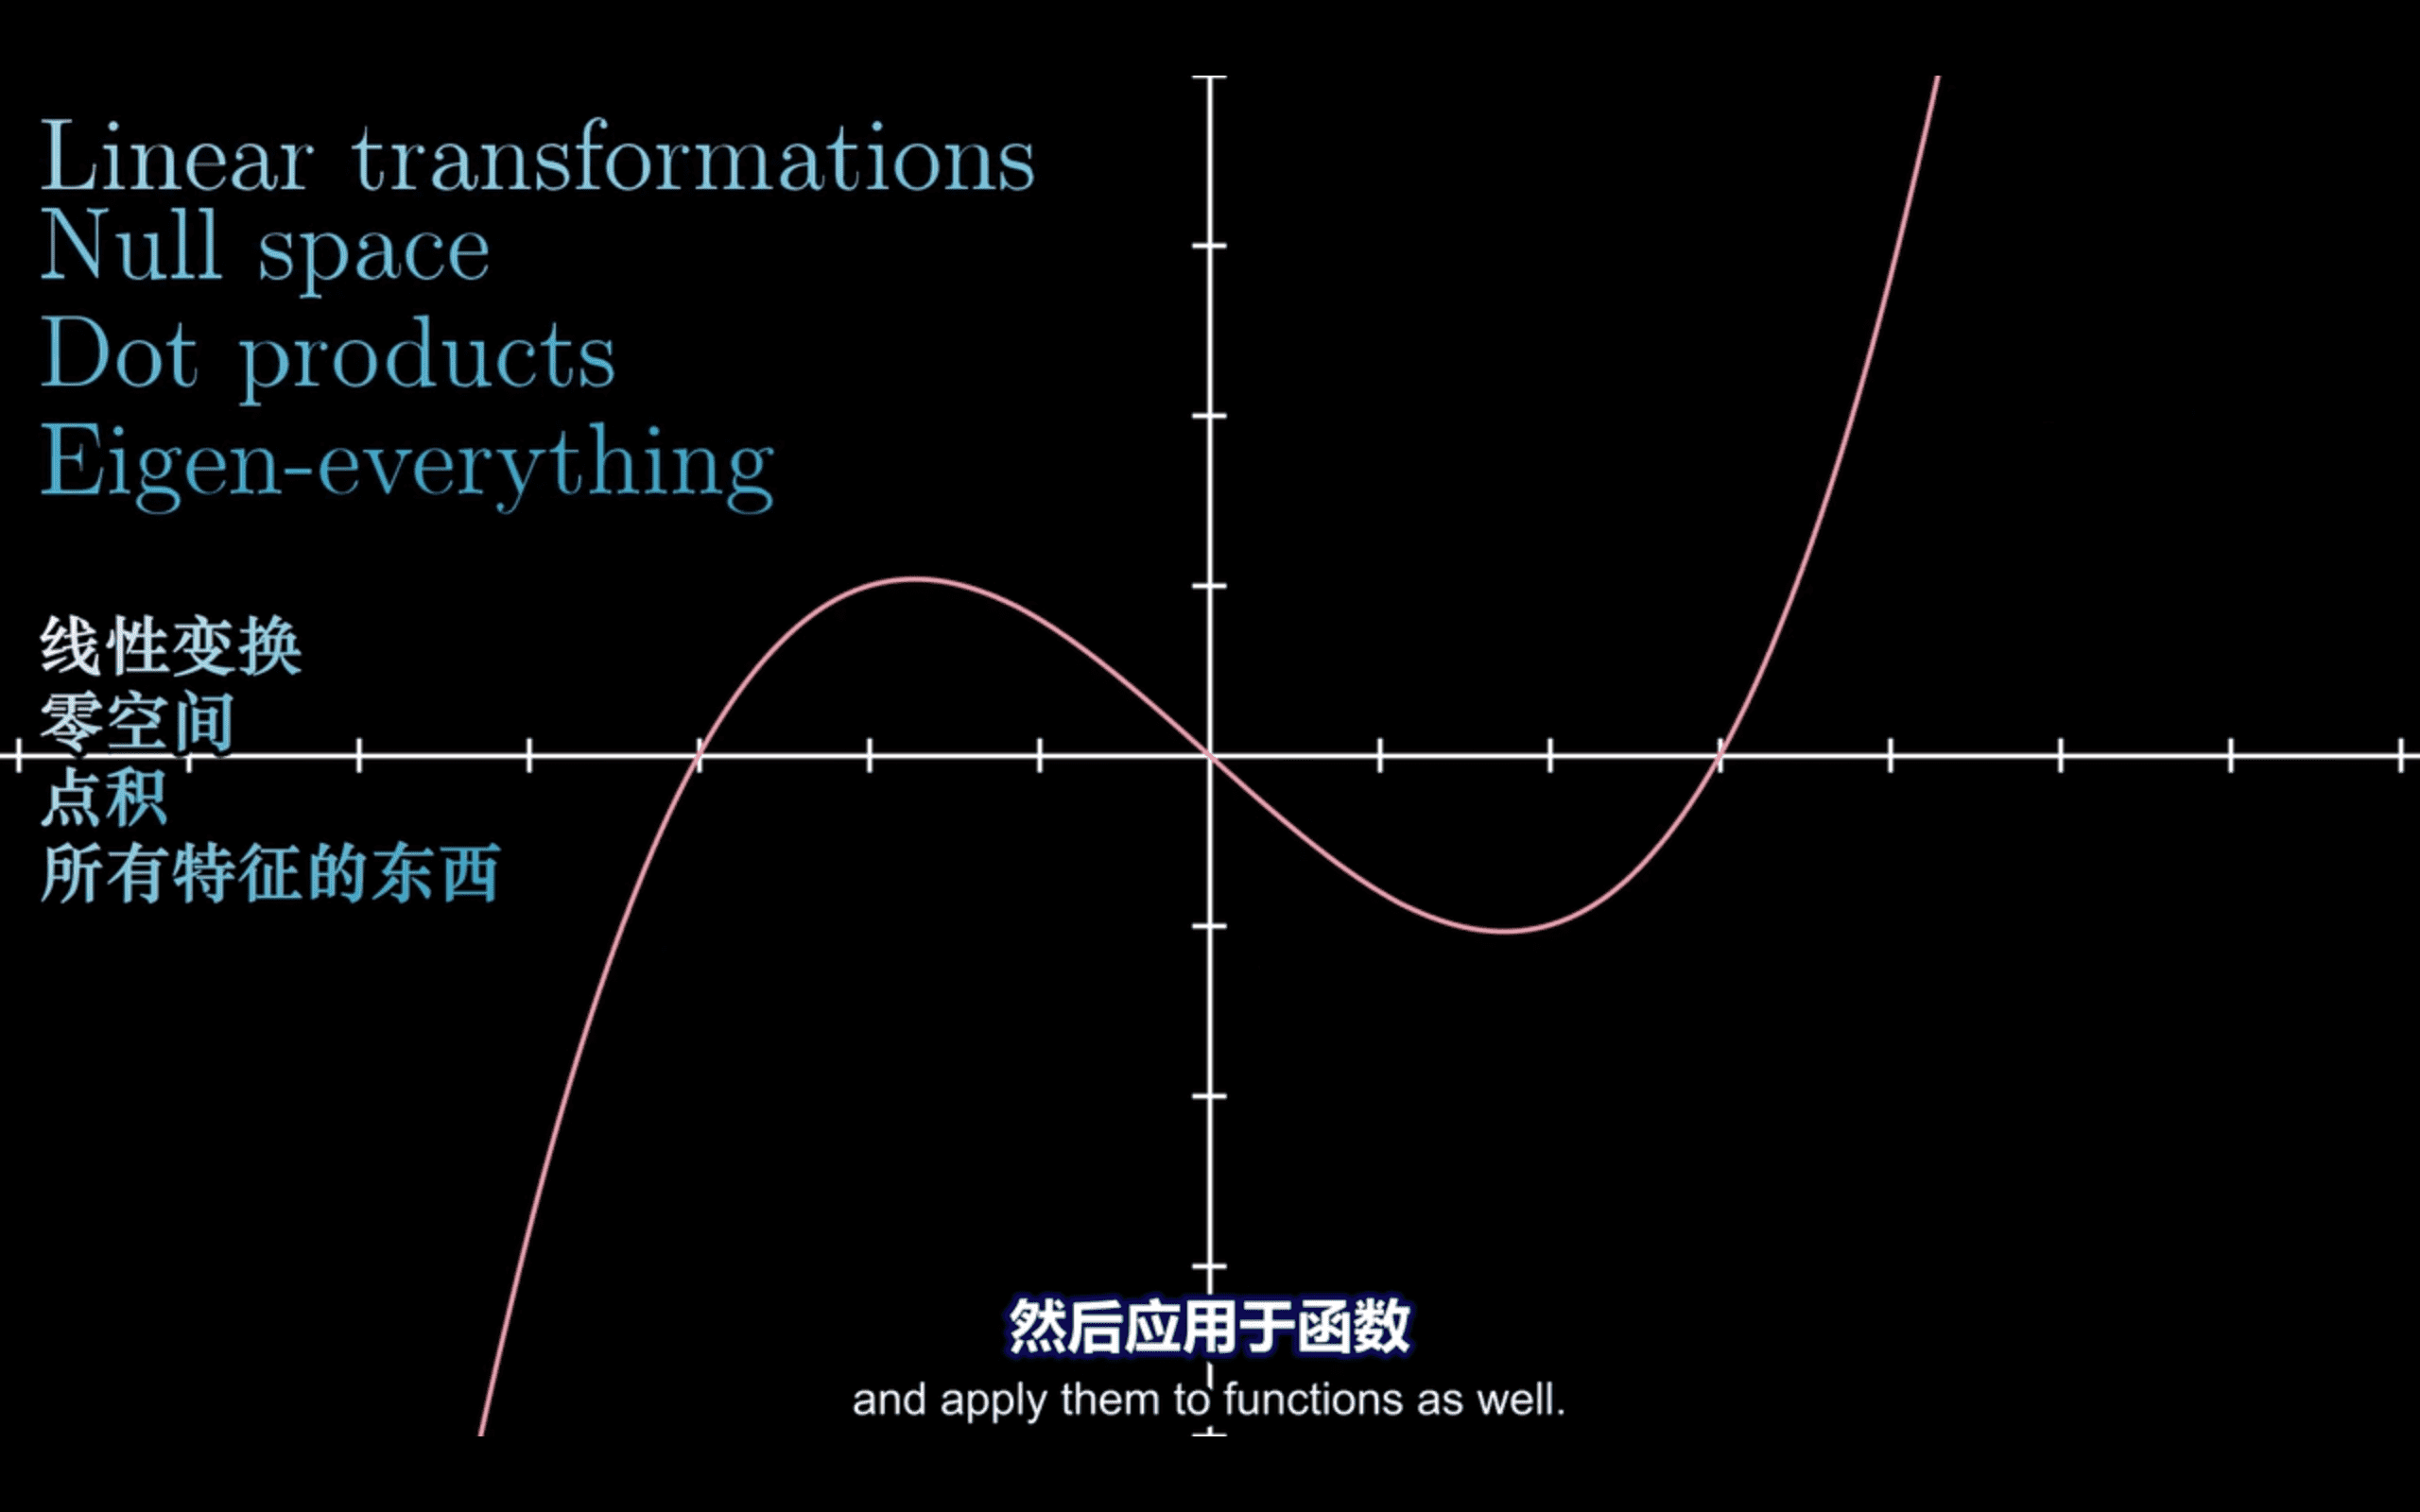 Linear transformations
Null space
Dot products
Eigen-everything
线性变换
零空间
点积
所有特征的东西
然后应用于函数
and apply them to functions as well.